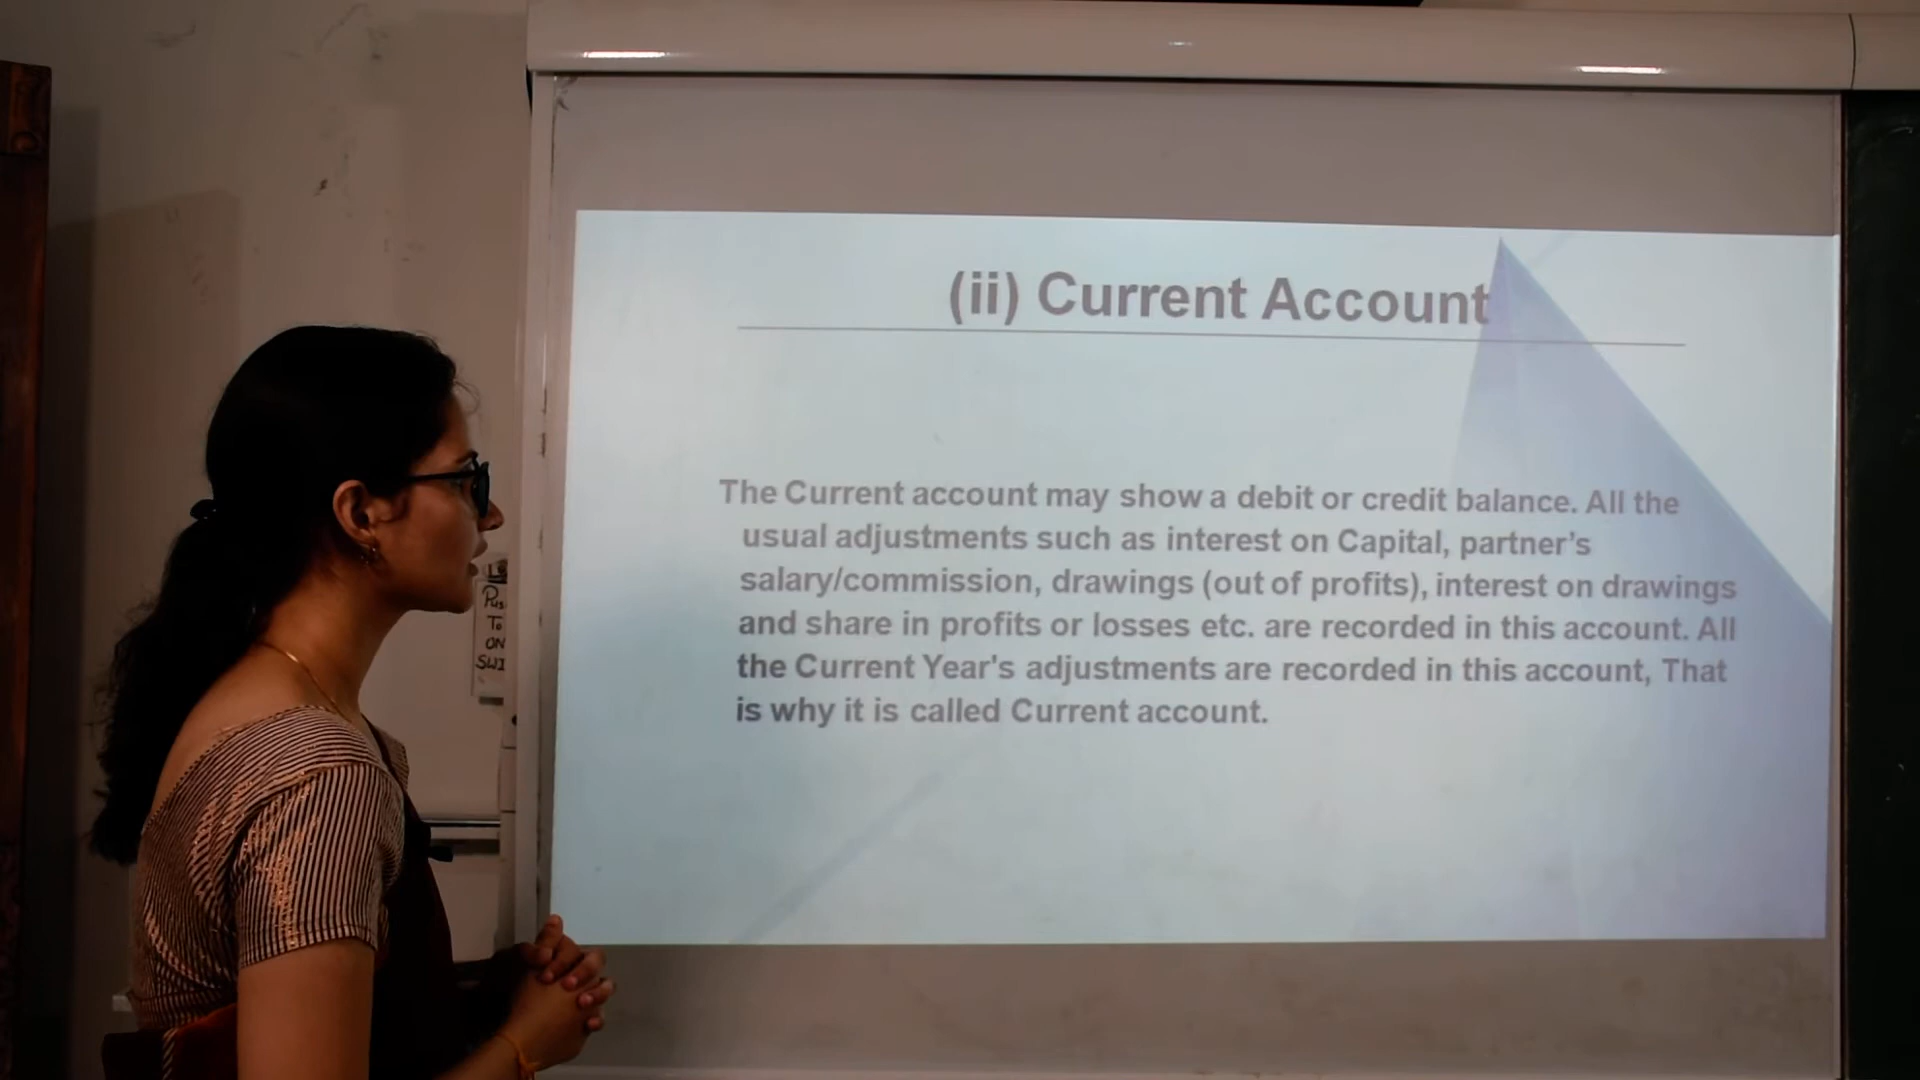 (ii) Current Account
The Current account may show a debit or credit balance. All the
usual adjustments such as interest on Capital, partner's
salary/commission, drawings (out of profits), interest on drawings
and share in profits or losses etc. are recorded in this account. All
the Current Year's adjustments are recorded in this account, That
is why it is called Current account.
To
ON